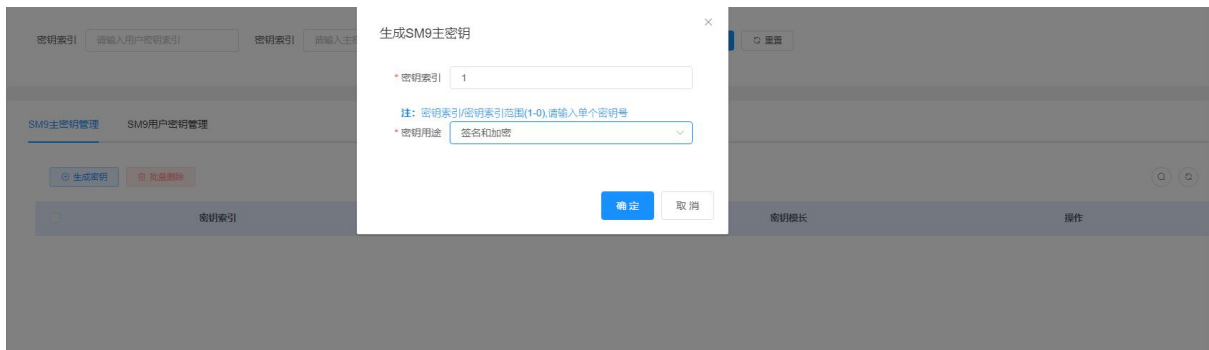 生成SM9主密钥
密钥索引 请输入用户密钥索引 密钥索引 请输入主 重置
* 密钥索引 1
注：密钥索引/密钥索引范围(1-0),请输入单个密钥号
SM9主密钥管理 SM9用户密钥管理
* 密钥用途 签名和加密
生成密钥 批量删除
确定 取消
密钥索引 密钥模长 操作